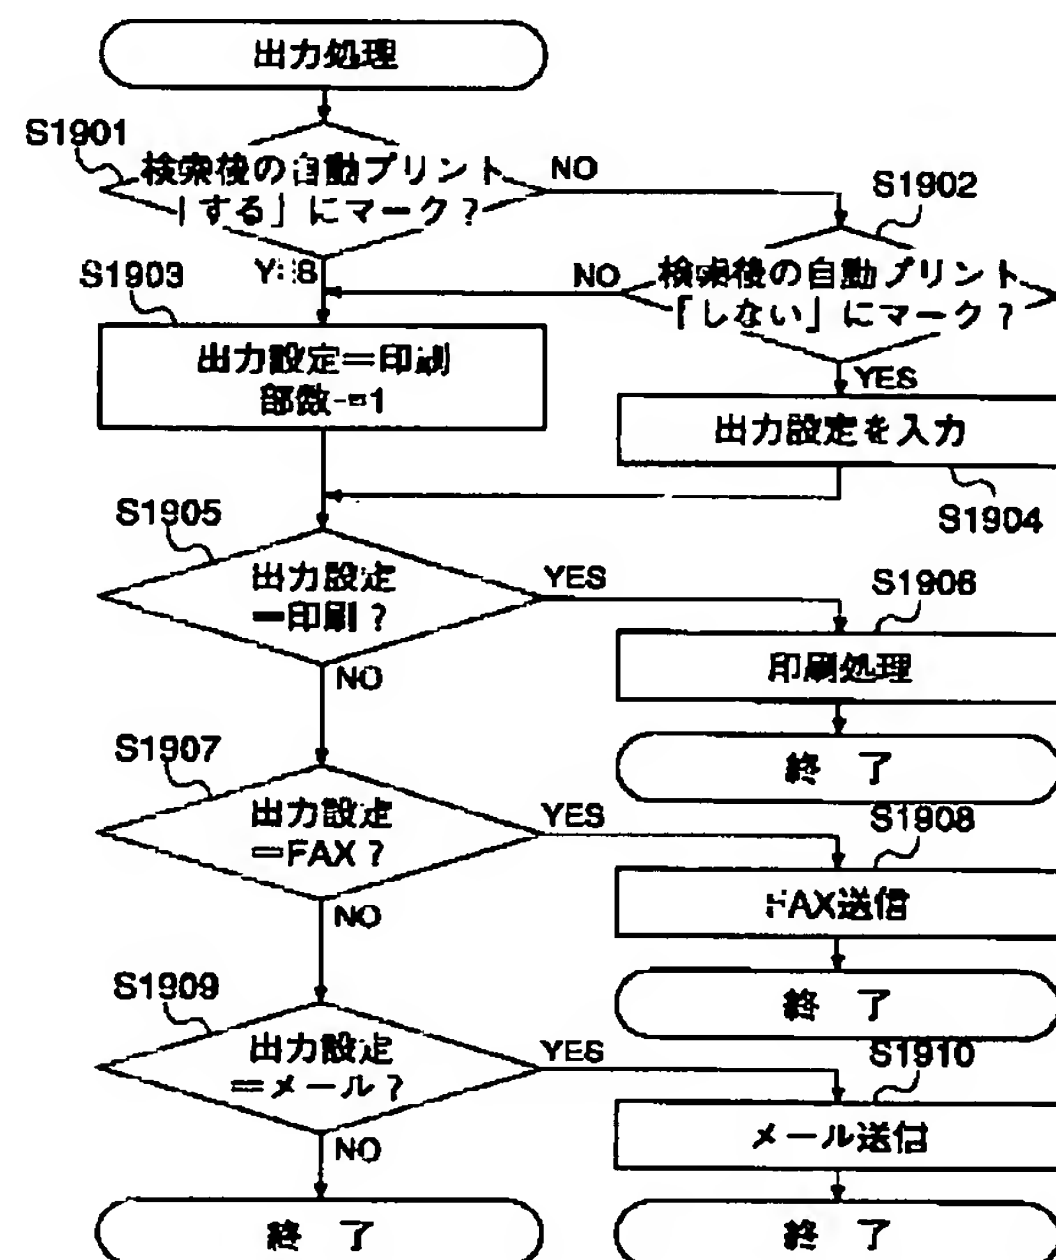 出力処理
S1901
検索後の自動プリント
「する」にマーク?
NO
S1902
YES
S1903
検索後の自動プリント
「しない」にマーク?
NO
出力設定=印刷
部数=1
YES
出力設定を入力
S1904
S1905
出力設定
=印刷?
YES
S1906
印刷処理
NO
終 了
S1907
出力設定
=FAX?
YES
S1908
FAX送信
NO
終 了
S1909
出力設定
=メール?
YES
S1910
メール送信
NO
終 了
終 了